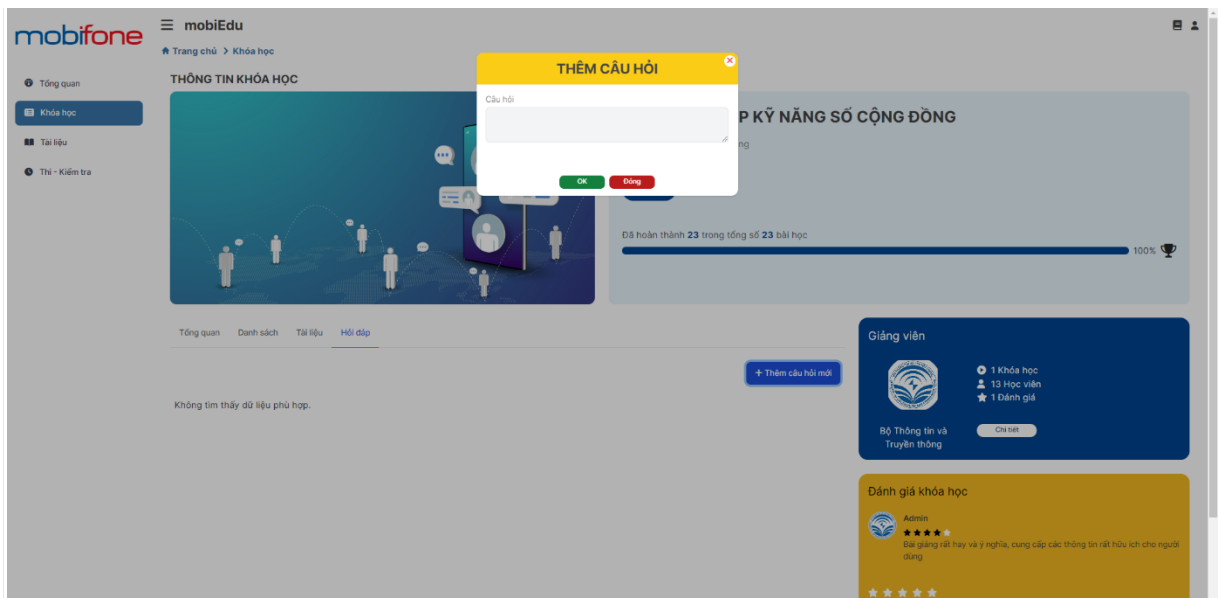 mobifone
mobiEdu
Trang chủ > Khóa học
Tổng quan
Khóa học
Tài liệu
Thi - Kiểm tra
THÔNG TIN KHÓA HỌC
THÊM CÂU HỎI
Câu hỏi
OK
Đóng
P KỸ NĂNG SỐ CỘNG ĐỒNG
ng
Đã hoàn thành 23 trong tổng số 23 bài học
100%
Tổng quan
Danh sách
Tài liệu
Hỏi đáp
+ Thêm câu hỏi mới
Không tìm thấy dữ liệu phù hợp.
Giảng viên
1 Khóa học
13 Học viên
1 Đánh giá
Bộ Thông tin và
Truyền thông
Chi tiết
Đánh giá khóa học
Admin
Bài giảng rất hay và ý nghĩa, cung cấp các thông tin rất hữu ích cho người
dùng